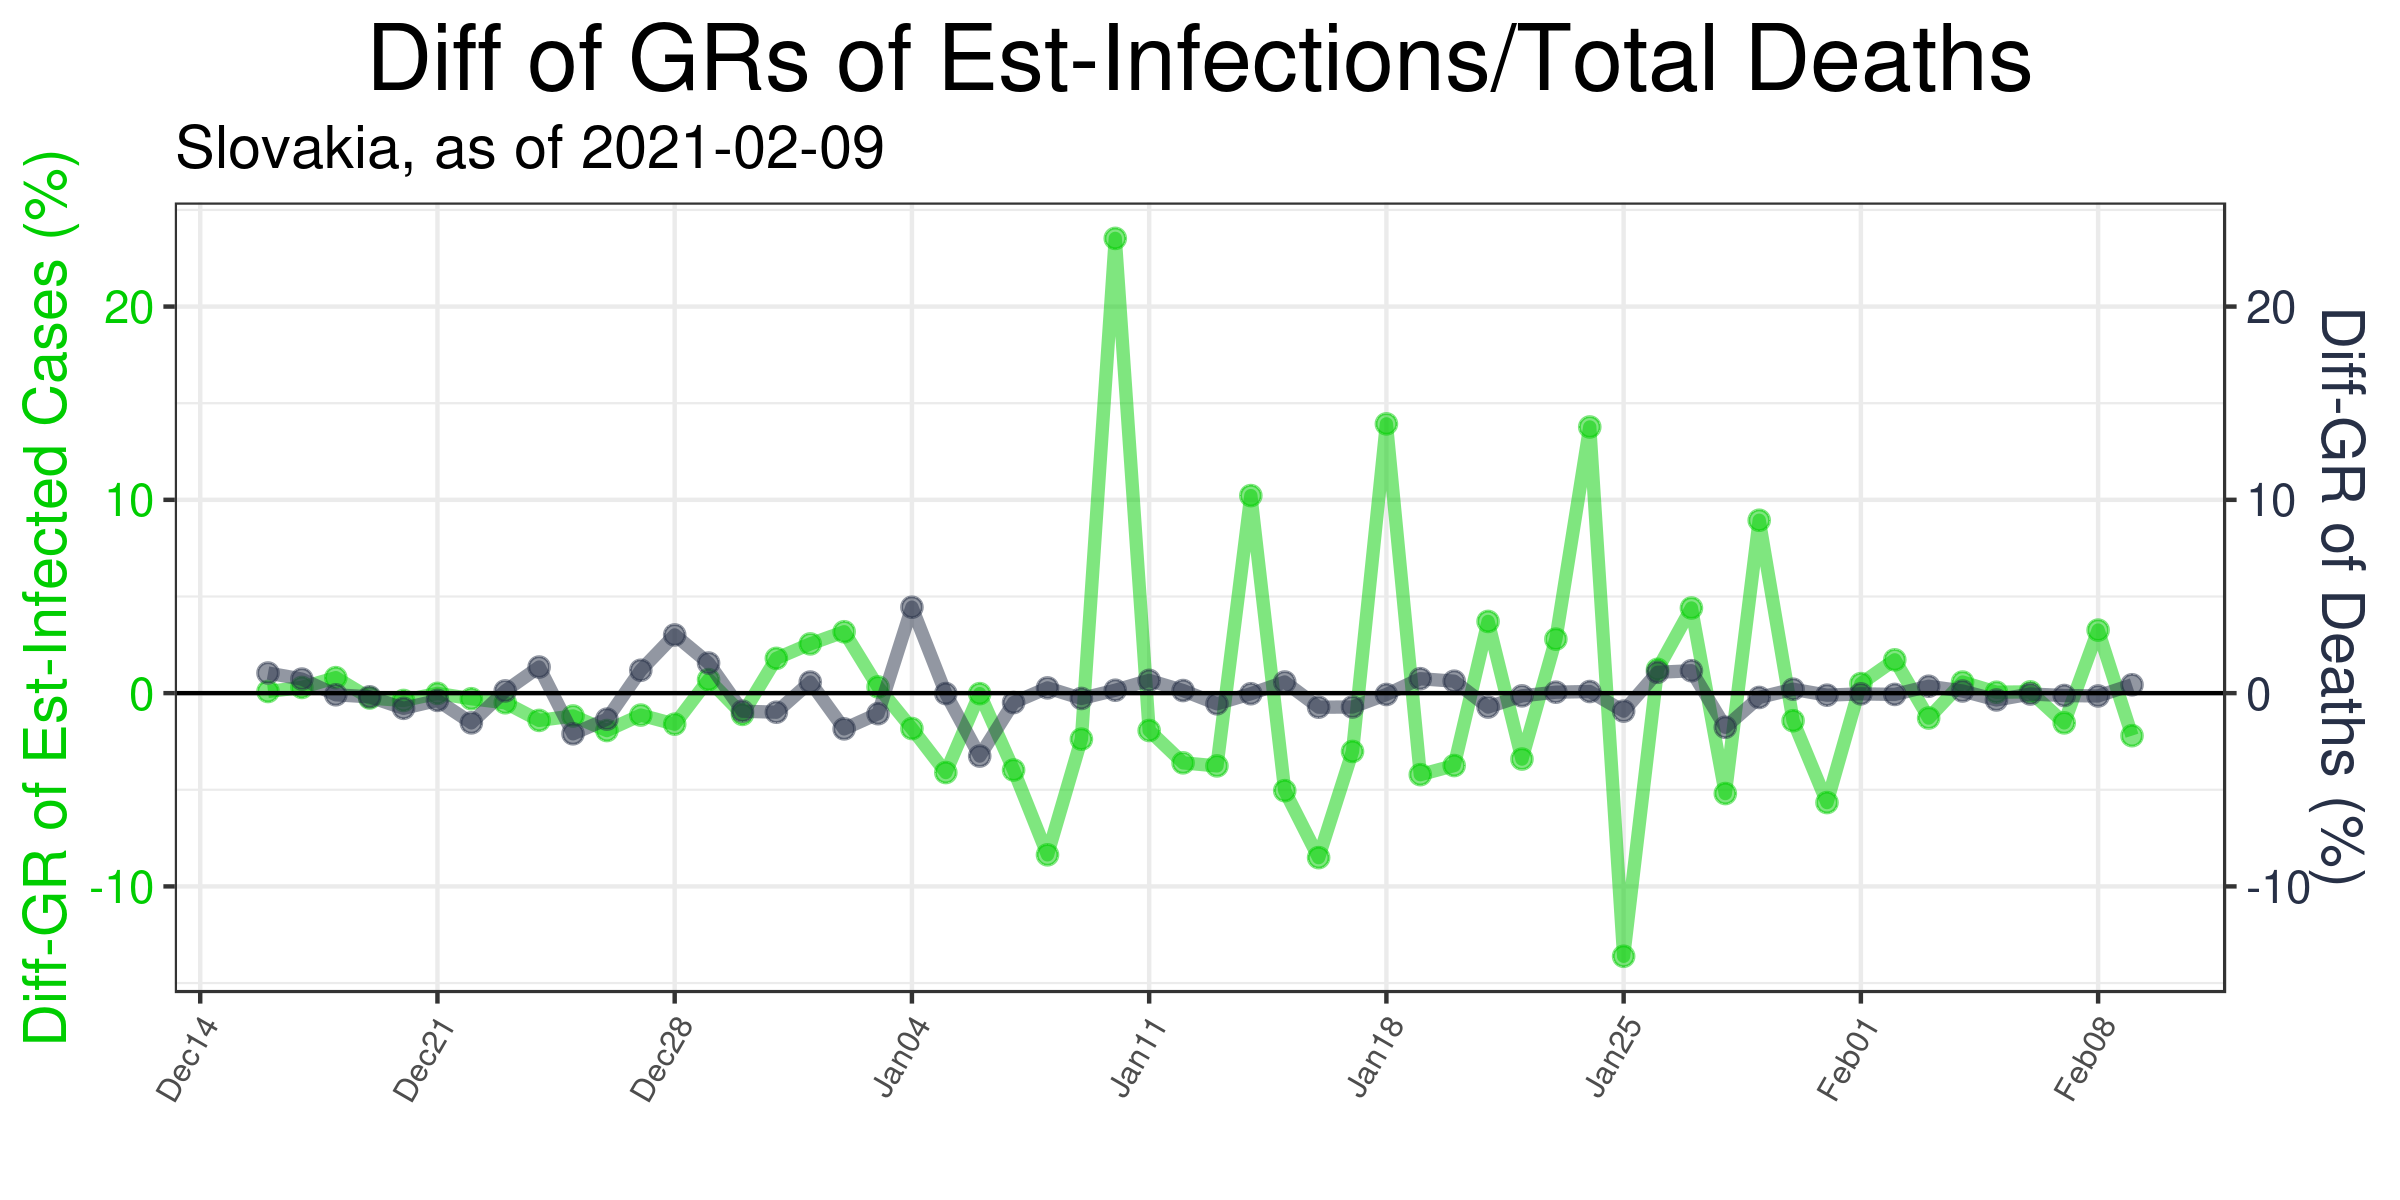 Diff of GRs of Est-Infections/Total Deaths
Slovakia, as of 2021-02-09
Diff-GR of Est-Infected Cases (%)
20
10
0
-10
20
10
0
-10
Diff-GR of Deaths (%)
Dec14
Dec21
Dec28
Jan04
Jan11
Jan18
Jan25
Feb01
Feb08